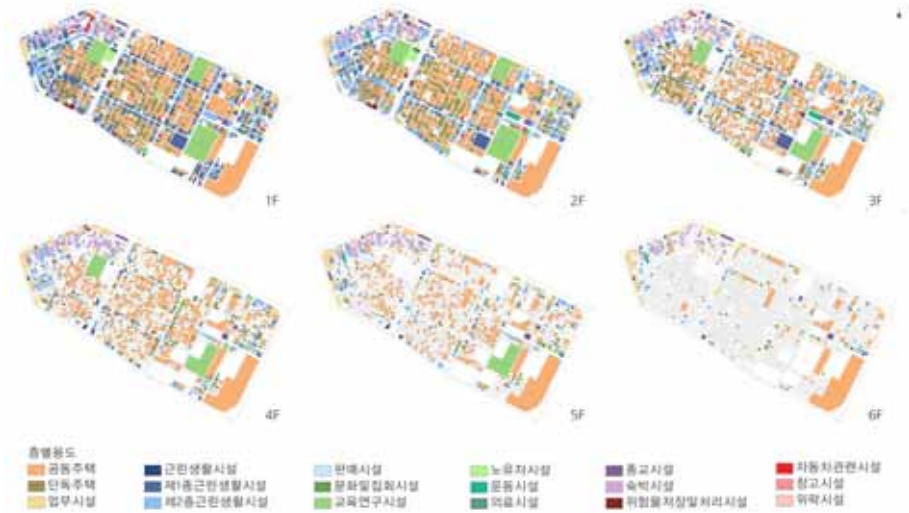 1F
2F
3F
4F
5F
6F
층별용도
공동주택
근린생활시설
판매시설
노유자시설
종교시설
자동차관련시설
단독주택
제1종근린생활시설
문화및집회시설
운동시설
숙박시설
창고시설
업무시설
제2종근린생활시설
교육연구시설
의료시설
위험물저장및처리시설
위락시설